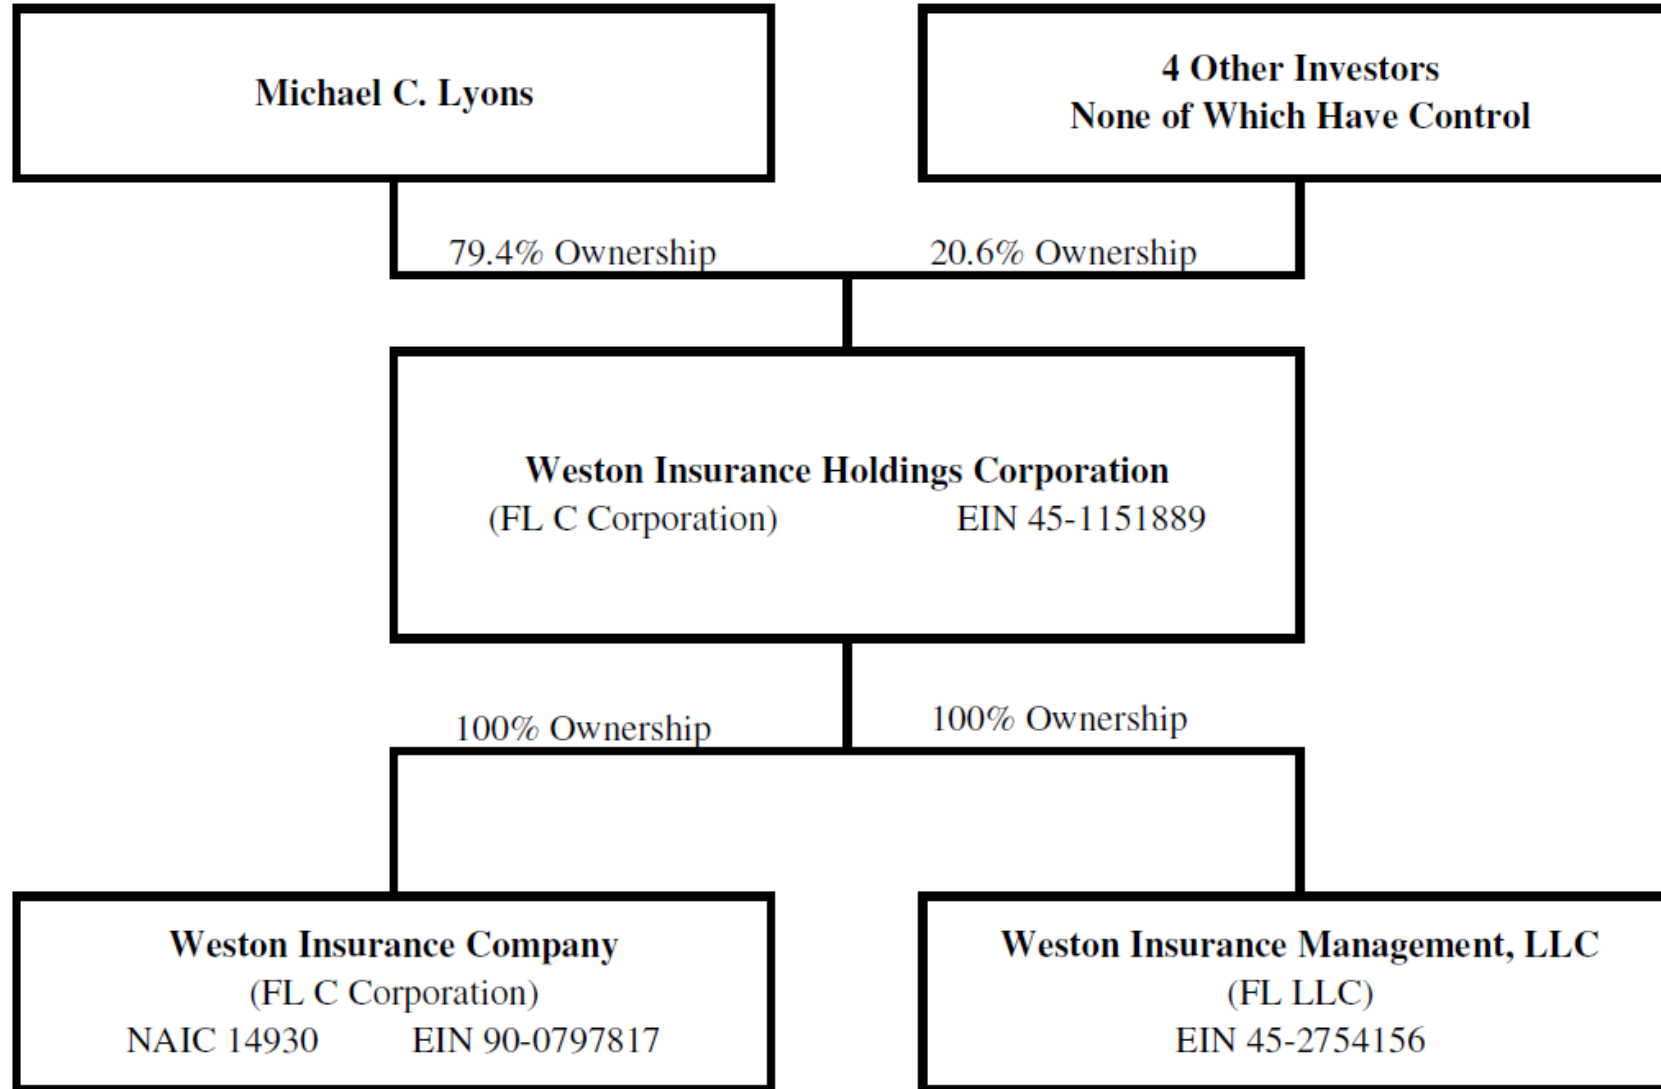 Michael C. Lyons
4 Other Investors
None of Which Have Control
79.4% Ownership
20.6% Ownership
Weston Insurance Holdings Corporation
(FL C Corporation) EIN 45-1151889
100% Ownership
100% Ownership
Weston Insurance Company
(FL C Corporation)
NAIC 14930 EIN 90-0797817
Weston Insurance Management, LLC
(FL LLC)
EIN 45-2754156